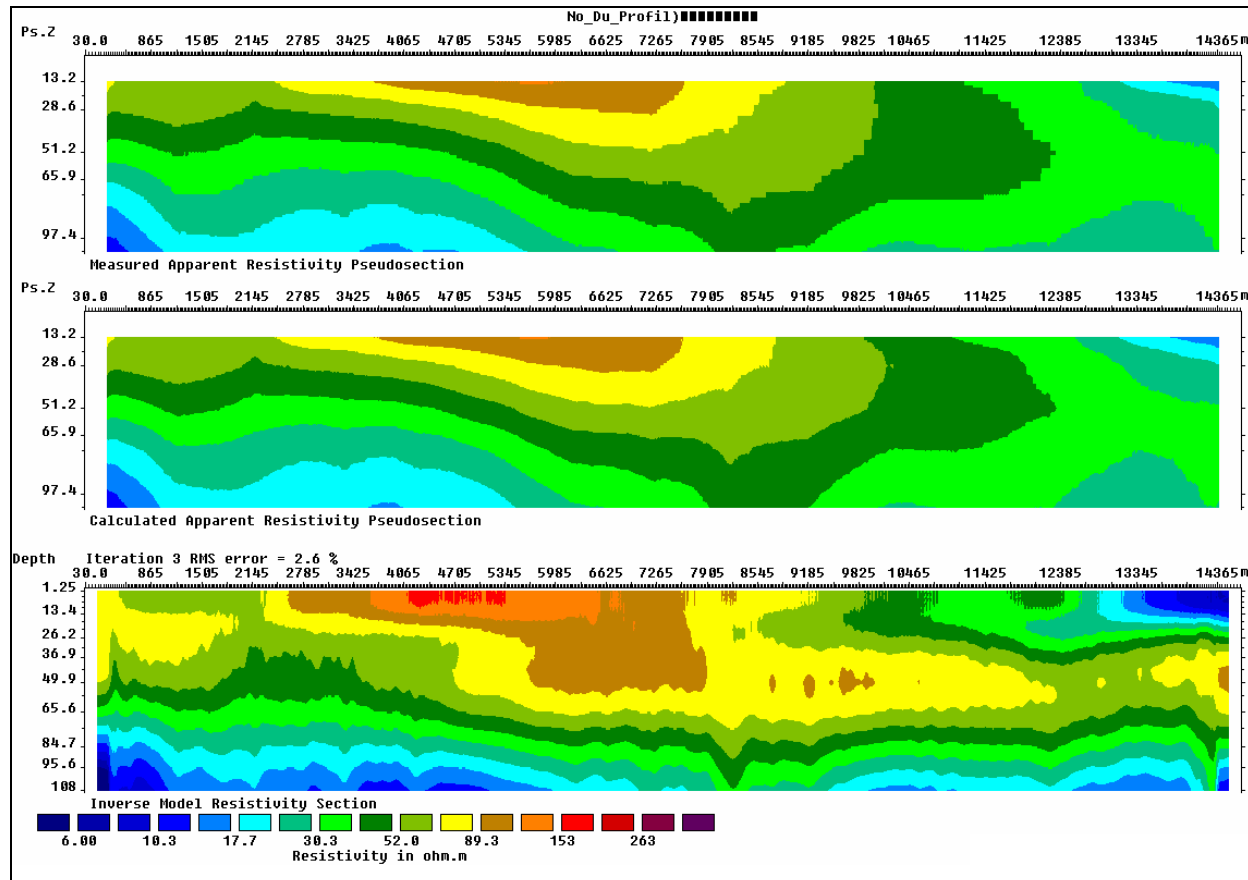 No_Du_Profil)
Ps.Z
30.0 865 1505 2145 2785 3425 4065 4705 5345 5985 6625 7265 7905 8545 9185 9825 10465 11425 12385 13345 14365 m
13.2
28.6
51.2
65.9
97.4
Measured Apparent Resistivity Pseudosection
Ps.Z
30.0 865 1505 2145 2785 3425 4065 4705 5345 5985 6625 7265 7905 8545 9185 9825 10465 11425 12385 13345 14365 m
13.2
28.6
51.2
65.9
97.4
Calculated Apparent Resistivity Pseudosection
Depth Iteration 3 RMS error = 2.6 %
30.0 865 1505 2145 2785 3425 4065 4705 5345 5985 6625 7265 7905 8545 9185 9825 10465 11425 12385 13345 14365 m
1.25
13.4
26.2
36.9
49.9
65.6
84.7
95.6
108
Inverse Model Resistivity Section
6.00 10.3 17.7 30.3 52.0 89.3 153 263
Resistivity in ohm.m